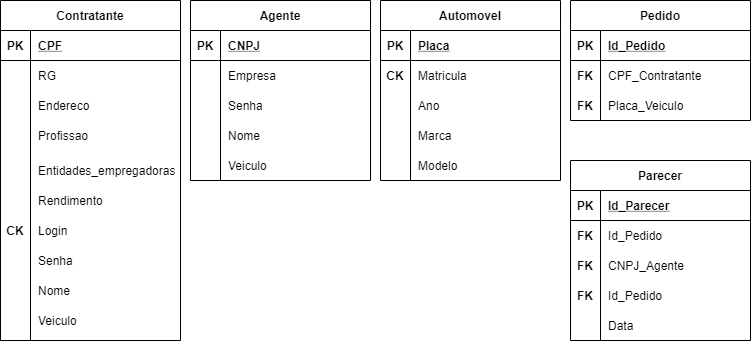 Contratante
PK CPF
RG
Endereco
Profissao
Entidades_empregadoras
Rendimento
CK Login
Senha
Nome
Veiculo
Agente
PK CNPJ
Empresa
Senha
Nome
Veiculo
Automovel
PK Placa
CK Matricula
Ano
Marca
Modelo
Pedido
PK Id_Pedido
FK CPF_Contratante
FK Placa_Veiculo
Parecer
PK Id_Parecer
FK Id_Pedido
FK CNPJ_Agente
FK Id_Pedido
Data